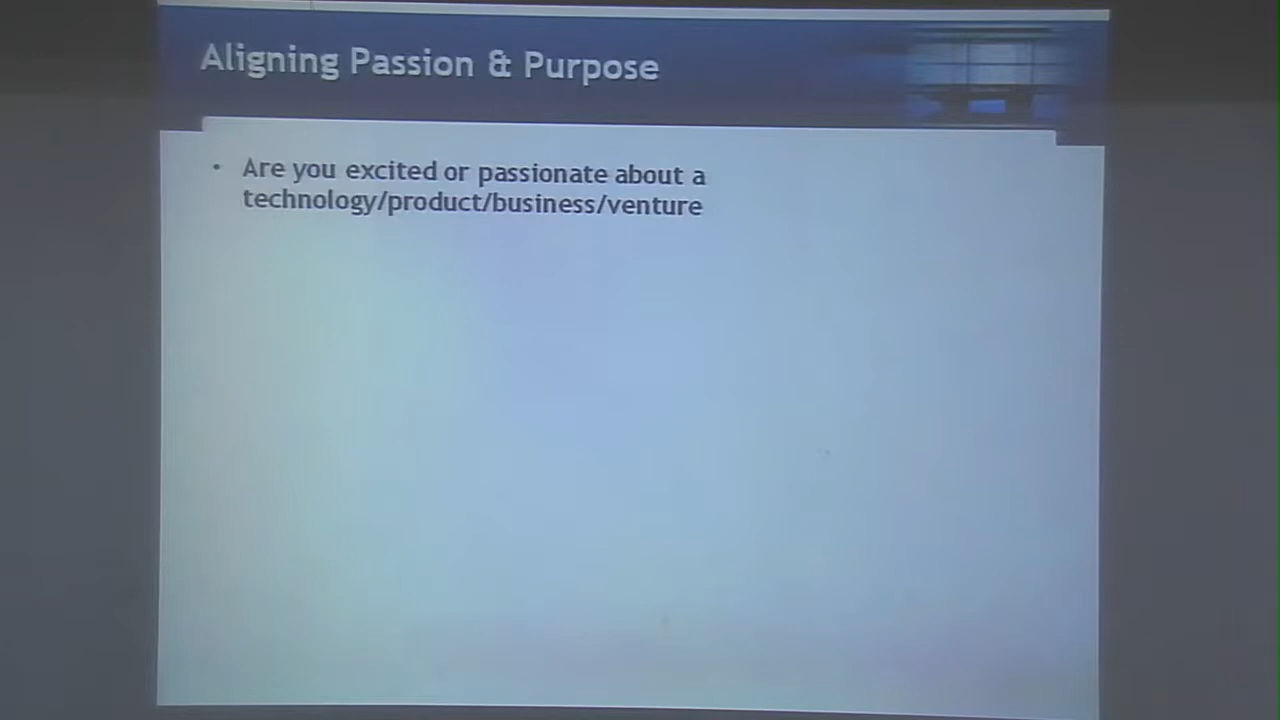 Aligning Passion & Purpose
• Are you excited or passionate about a
technology/product/business/venture